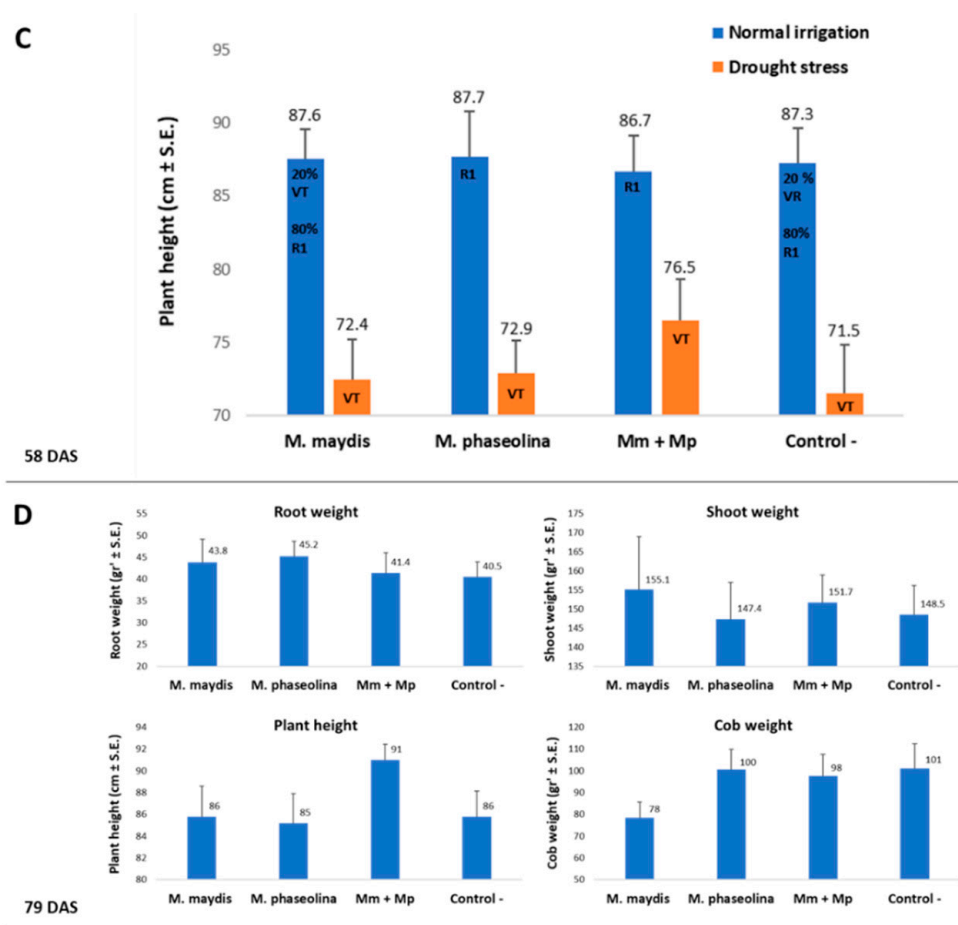 C
Normal irrigation
Drought stress
Plant height (cm ± S.E.)
95
90
85
80
75
70
87.6
87.7
86.7
87.3
72.4
72.9
76.5
71.5
20%
VT
80%
R1
VT
R1
VT
R1
VT
20 %
VR
80%
R1
VT
M. maydis
M. phaseolina
Mm + Mp
Control -
58 DAS
D
Root weight
Root weight (gr' ± S.E.)
55
50
45
40
35
30
25
20
43.8
45.2
41.4
40.5
M. maydis
M. phaseolina
Mm + Mp
Control -
Shoot weight
Shoot weight (gr' ± S.E.)
175
170
165
160
155
150
145
140
135
155.1
147.4
151.7
148.5
M. maydis
M. phaseolina
Mm + Mp
Control -
Plant height
Plant height (cm ± S.E.)
94
92
90
88
86
84
82
80
86
85
91
86
M. maydis
M. phaseolina
Mm + Mp
Control -
Cob weight
Cob weight (gr' ± S.E.)
120
110
100
90
80
70
60
50
78
100
98
101
M. maydis
M. phaseolina
Mm + Mp
Control -
79 DAS